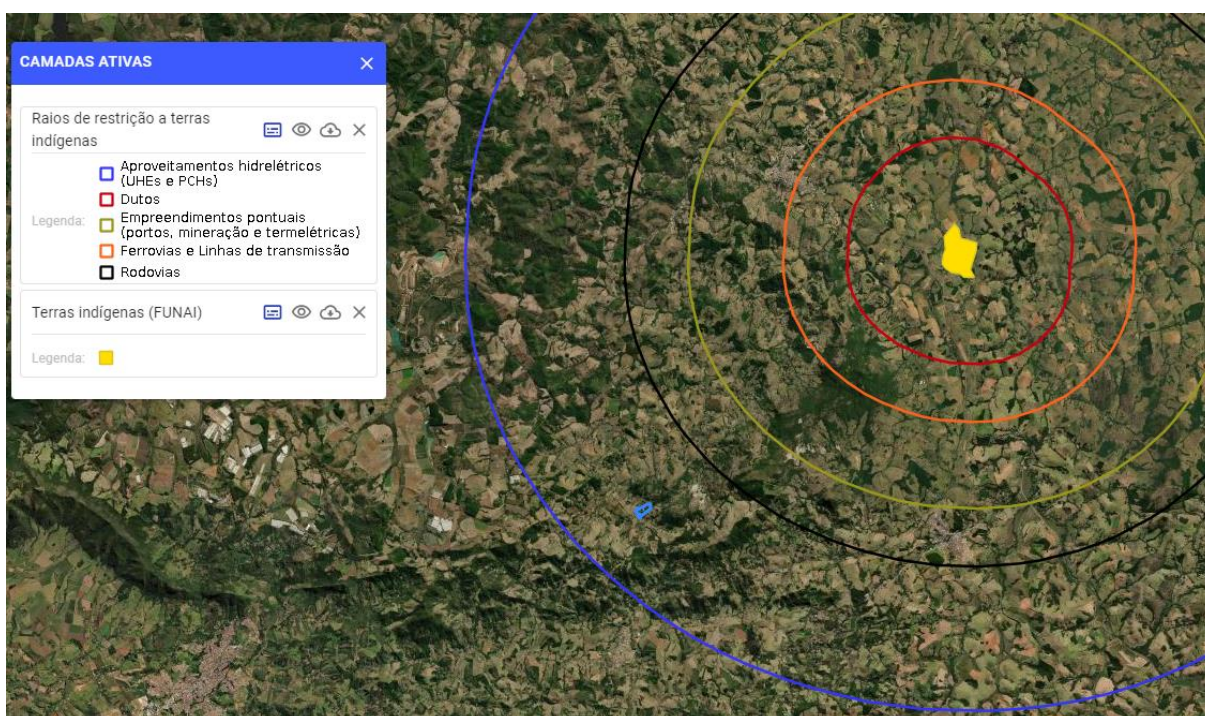 CAMADAS ATIVAS
Raios de restrição a terras
indígenas
Legenda:
Aproveitamentos hidrelétricos
(UHEs e PCHs)
Dutos
Empreendimentos pontuais
(portos, mineração e termelétricas)
Ferrovias e Linhas de transmissão
Rodovias
Terras indígenas (FUNAI)
Legenda: